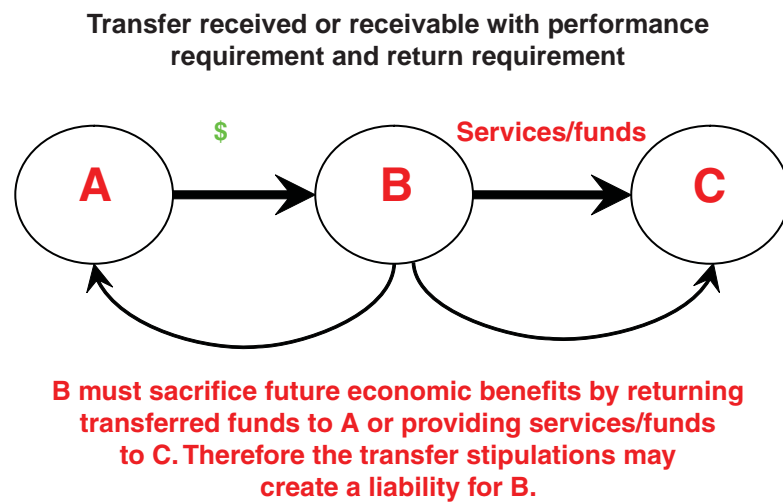 Transfer received or receivable with performance
requirement and return requirement
$
Services/funds
A
B
C
B must sacrifice future economic benefits by returning
transferred funds to A or providing services/funds
to C. Therefore the transfer stipulations may
create a liability for B.